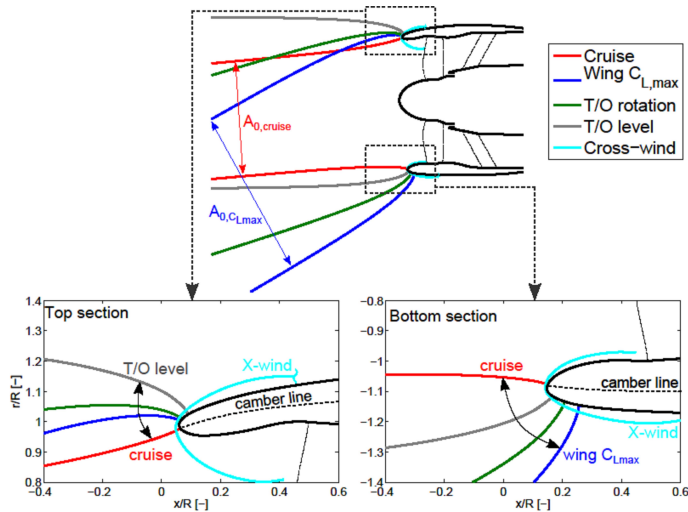 Cruise
Wing C_L,max
T/O rotation
T/O level
Cross-wind
A_0,cruise
A_0,C_Lmax
Top section
T/O level
X-wind
camber line
cruise
r/R [-]
1.4
1.3
1.2
1.1
1
0.9
0.8
-0.4 -0.2 0 0.2 0.4 0.6
x/R [-]
Bottom section
cruise
camber line
X-wind
wing C_Lmax
-0.8
-0.9
-1
-1.1
-1.2
-1.3
-1.4
-0.4 -0.2 0 0.2 0.4 0.6
x/R [-]